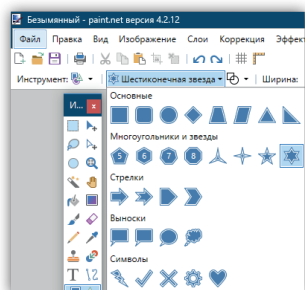 Безымянный - paint.net версия 4.2.12
Файл Правка Вид Изображение Слои Коррекция Эффект
Инструмент: Шестиконечная звезда Ширина:
Основные
И...
Многоугольники и звезды
5 6 7 8
Стрелки
Выноски
Символы
T 12